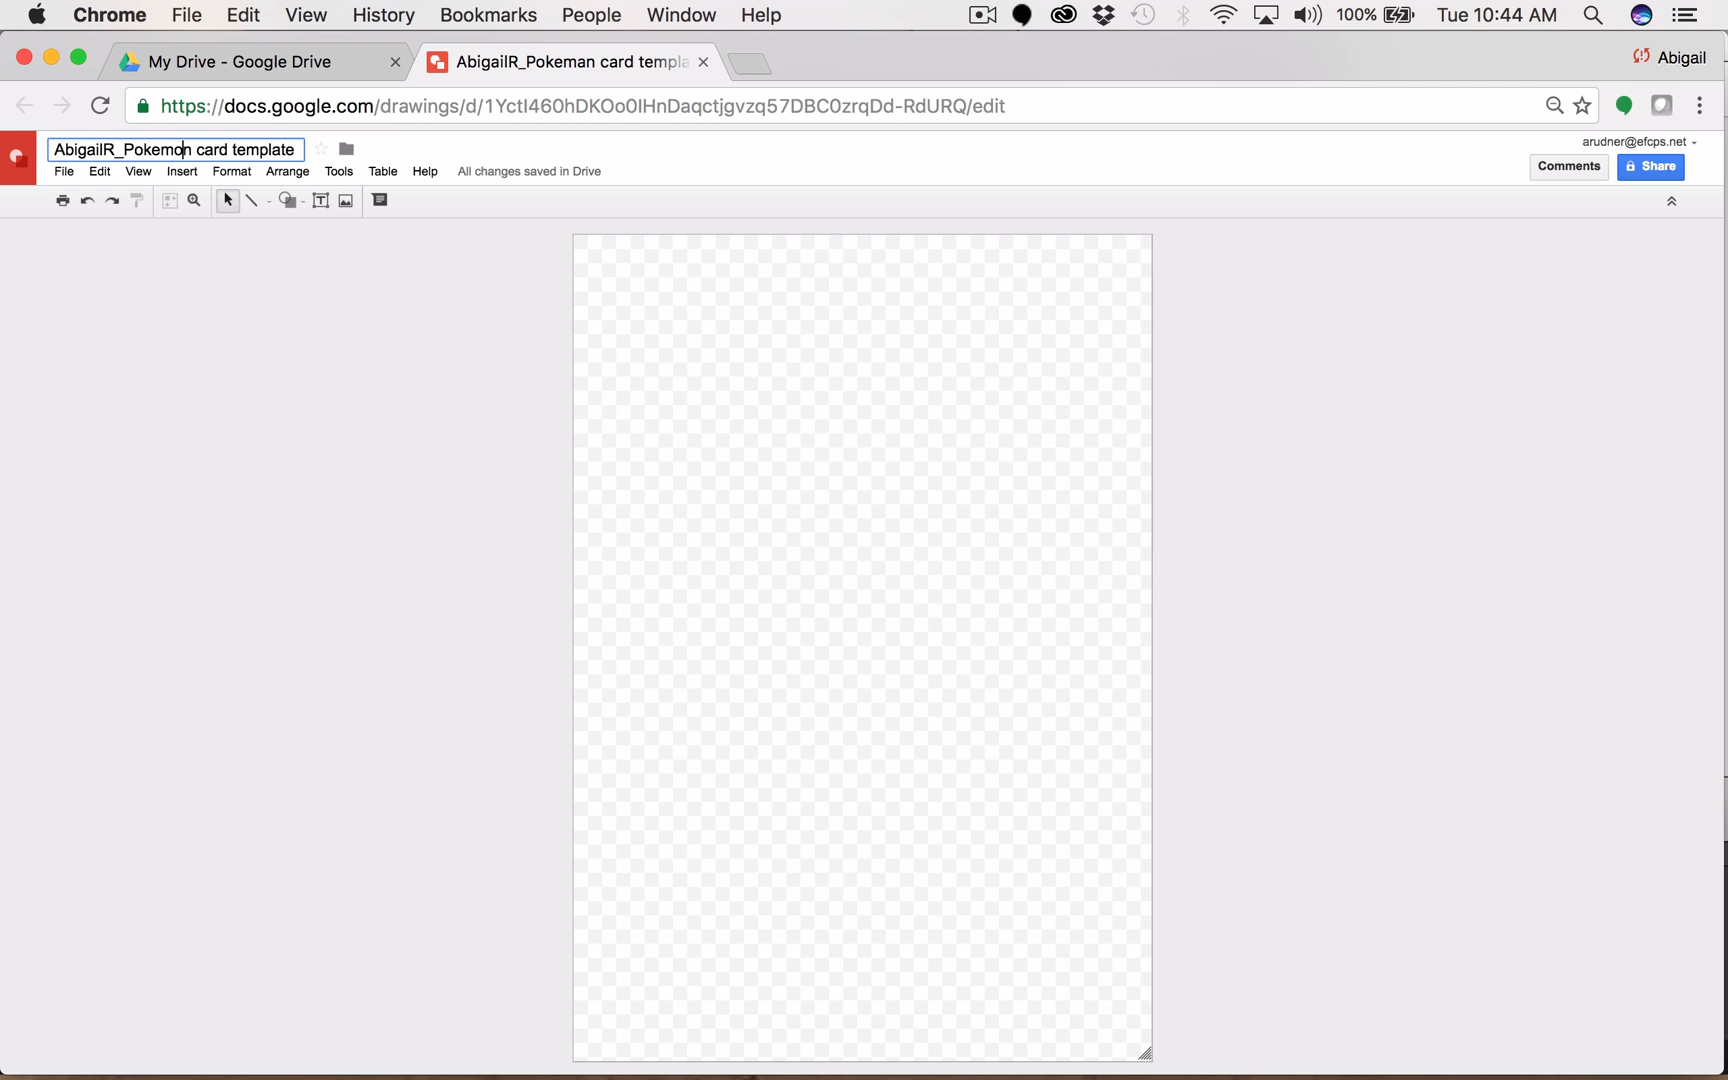 Chrome File Edit View History Bookmarks People Window Help 100% Tue 10:44 AM
My Drive - Google Drive AbigailR_Pokeman card templa Abigail
https://docs.google.com/drawings/d/1YctI460hDKOo0IHnDaqctjgvzq57DBC0zrqDd-RdURQ/edit
AbigailR_Pokemon card template arudner@efcps.net
File Edit View Insert Format Arrange Tools Table Help All changes saved in Drive Comments Share